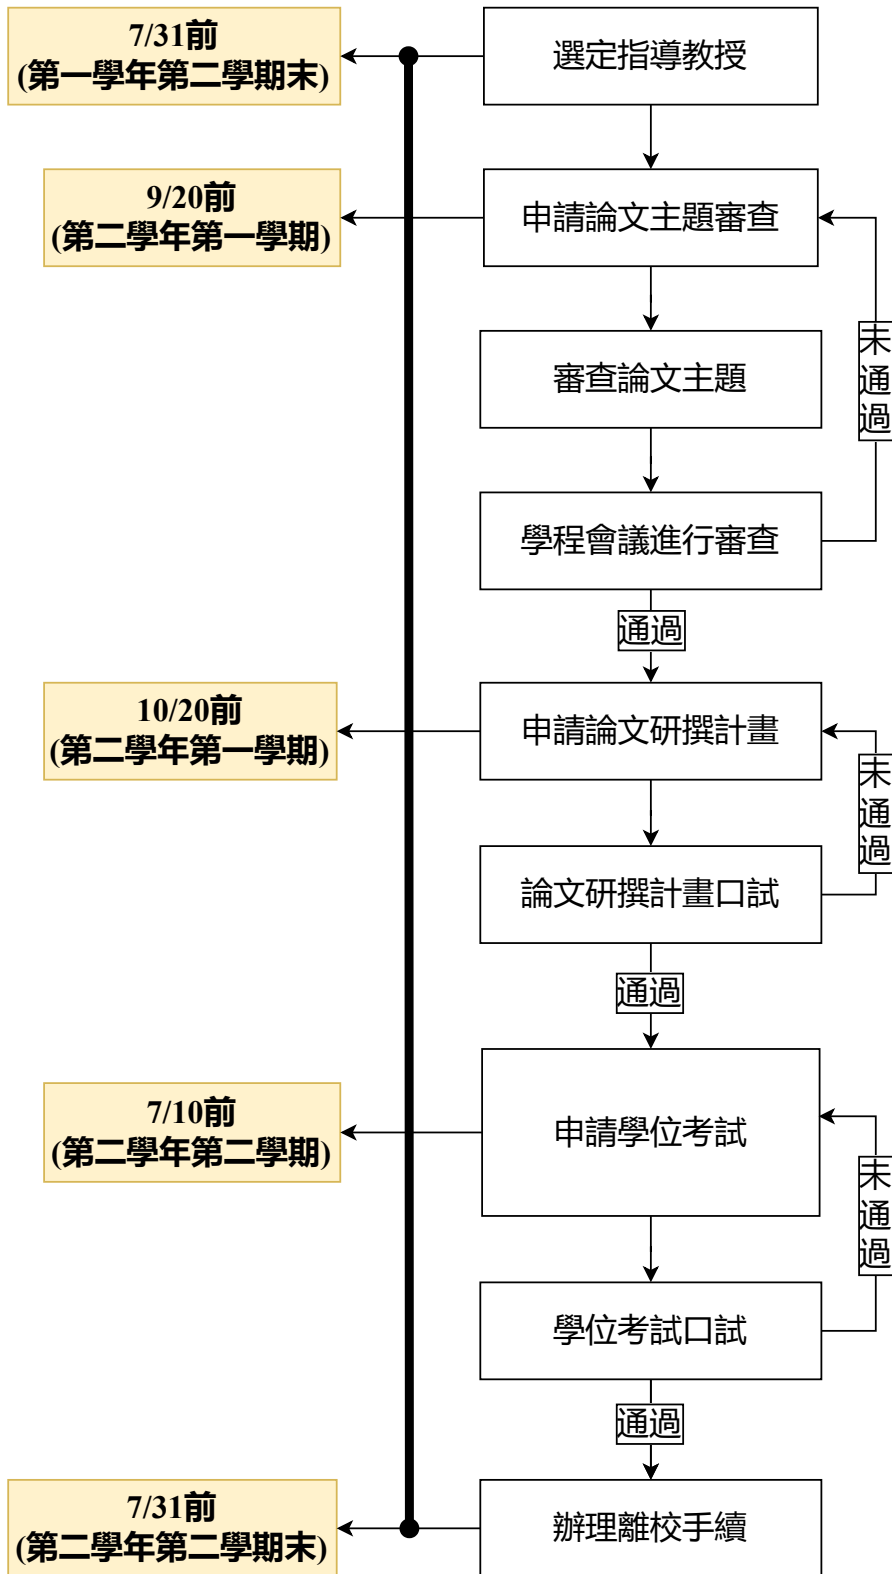 7/31前
(第一學年第二學期末)
選定指導教授
9/20前
(第二學年第一學期)
申請論文主題審查
未
通
過
審查論文主題
學程會議進行審查
通過
10/20前
(第二學年第一學期)
申請論文研撰計畫
未
通
過
論文研撰計畫口試
通過
7/10前
(第二學年第二學期)
申請學位考試
未
通
過
學位考試口試
通過
7/31前
(第二學年第二學期末)
辦理離校手續